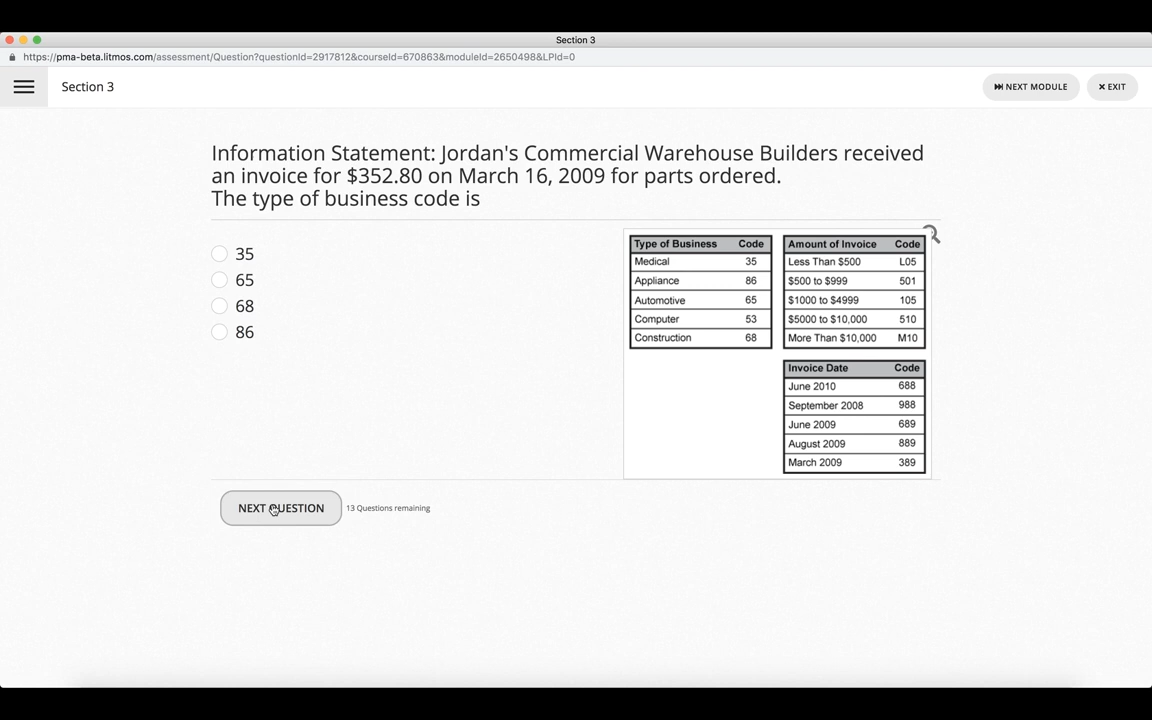 Section 3
https://pma-beta.litmos.com/assessment/Question?questionId=2917812&courseId=670863&moduleId=2650498&LPId=0
Section 3
NEXT MODULE
EXIT
Information Statement: Jordan's Commercial Warehouse Builders received
an invoice for $352.80 on March 16, 2009 for parts ordered.
The type of business code is
35
65
68
86
Type of Business Code
Medical 35
Appliance 86
Automotive 65
Computer 53
Construction 68
Amount of Invoice Code
Less Than $500 L05
$500 to $999 501
$1000 to $4999 105
$5000 to $10,000 510
More Than $10,000 M10
Invoice Date Code
June 2010 688
September 2008 988
June 2009 689
August 2009 889
March 2009 389
NEXT QUESTION
13 Questions remaining